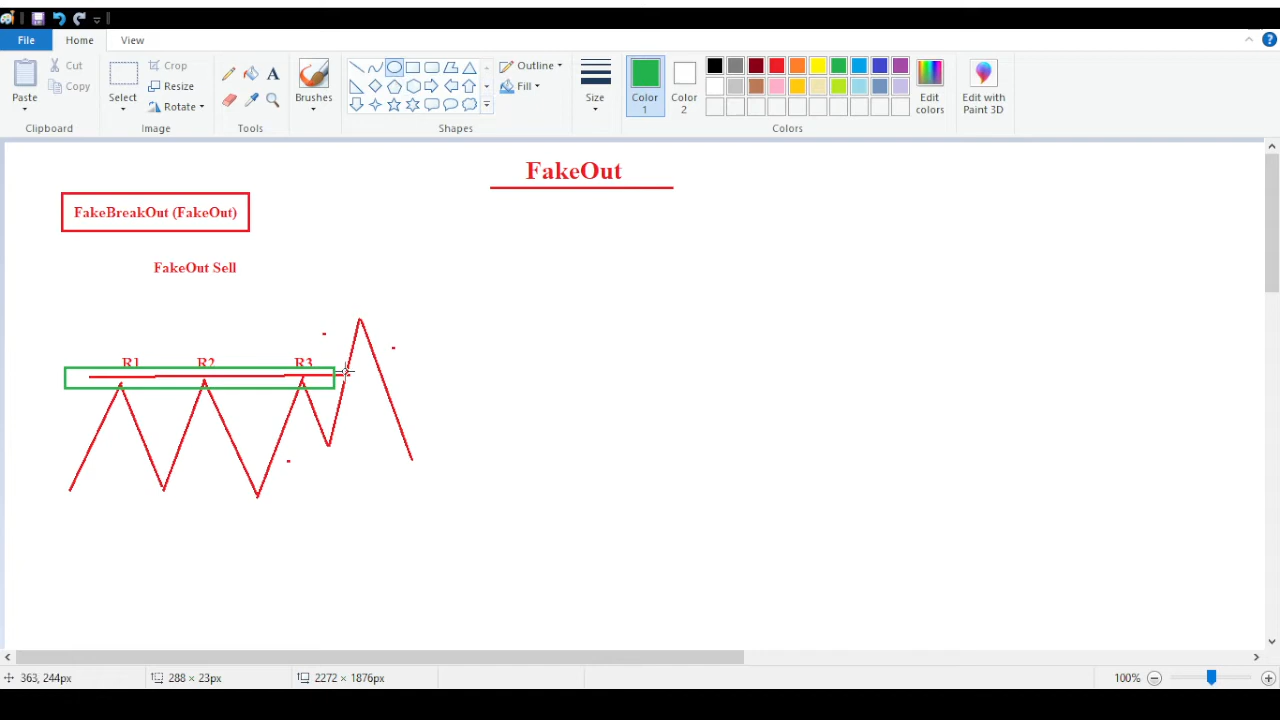 File
Home
View
Paste
Cut
Copy
Clipboard
Select
Crop
Resize
Rotate
Image
A
Tools
Brushes
Outline
Fill
Shapes
Size
Color 1
Color 2
Edit colors
Colors
Edit with Paint 3D
FakeOut
FakeBreakOut (FakeOut)
FakeOut Sell
R1 R2 R3
363, 244px
288 × 23px
2272 × 1876px
100%